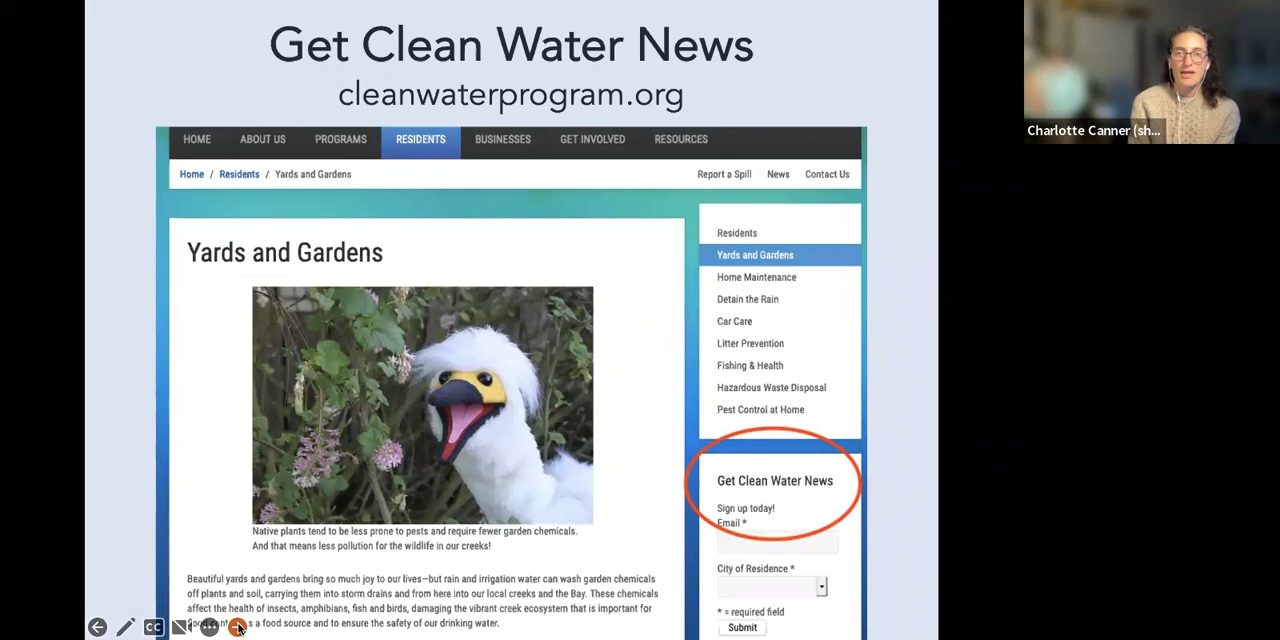 Get Clean Water News
cleanwaterprogram.org
HOME ABOUT US PROGRAMS RESIDENTS BUSINESSES GET INVOLVED RESOURCES
Home / Residents / Yards and Gardens
Report a Spill News Contact Us
Yards and Gardens
Native plants tend to be less prone to pests and require fewer garden chemicals.
And that means less pollution for the wildlife in our creeks!
Beautiful yards and gardens bring so much joy to our lives—but rain and irrigation water can wash garden chemicals
off plants and soil, carrying them into storm drains and from here into our local creeks and the Bay. These chemicals
affect the health of insects, amphibians, fish and birds, damaging the vibrant creek ecosystem that is important for
s a food source and to ensure the safety of our drinking water.
Residents
Yards and Gardens
Home Maintenance
Detain the Rain
Car Care
Litter Prevention
Fishing & Health
Hazardous Waste Disposal
Pest Control at Home
Get Clean Water News
Sign up today!
Email *
City of Residence *
* = required field
Submit
Charlotte Canner (sh...
CC